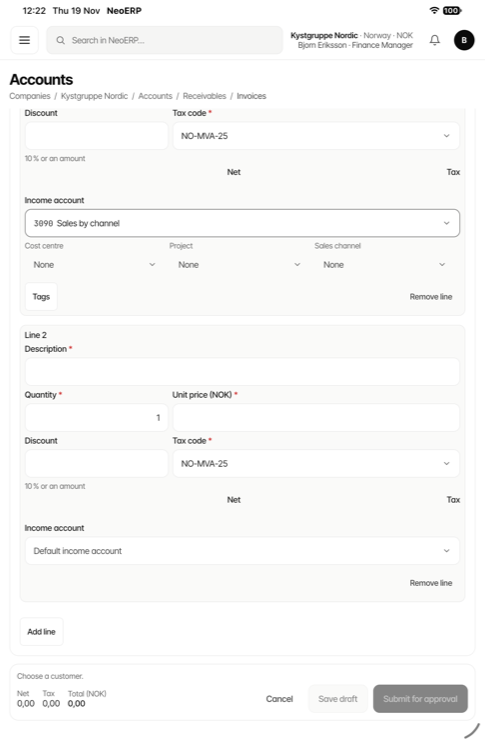 12:22 Thu 19 Nov NeoERP
100
Search in NeoERP...
Kystgruppe Nordic · Norway · NOK
Bjorn Eriksson · Finance Manager
B
Accounts
Companies / Kystgruppe Nordic / Accounts / Receivables / Invoices
Discount
Tax code *
NO-MVA-25
10 % or an amount
Net
Tax
Income account
3090 Sales by channel
Cost centre
Project
Sales channel
None
None
None
Tags
Remove line
Line 2
Description *
Quantity *
Unit price (NOK) *
1
Discount
Tax code *
NO-MVA-25
10 % or an amount
Net
Tax
Income account
Default income account
Remove line
Add line
Choose a customer.
Net
Tax
Total (NOK)
0,00
0,00
0,00
Cancel
Save draft
Submit for approval